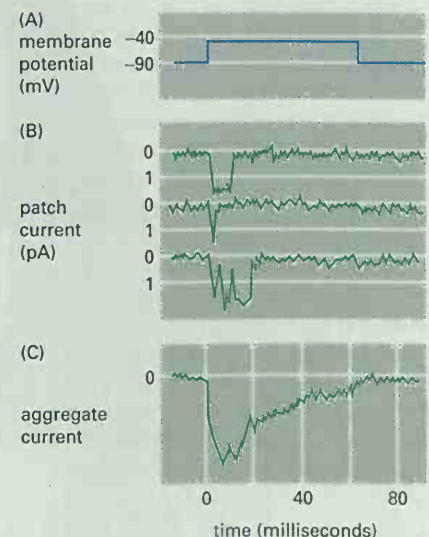 (A)
membrane
potential
(mV)
−40
−90
(B)
patch
current
(pA)
0
1
0
1
0
1
(C)
aggregate
current
0
0 40 80
time (milliseconds)